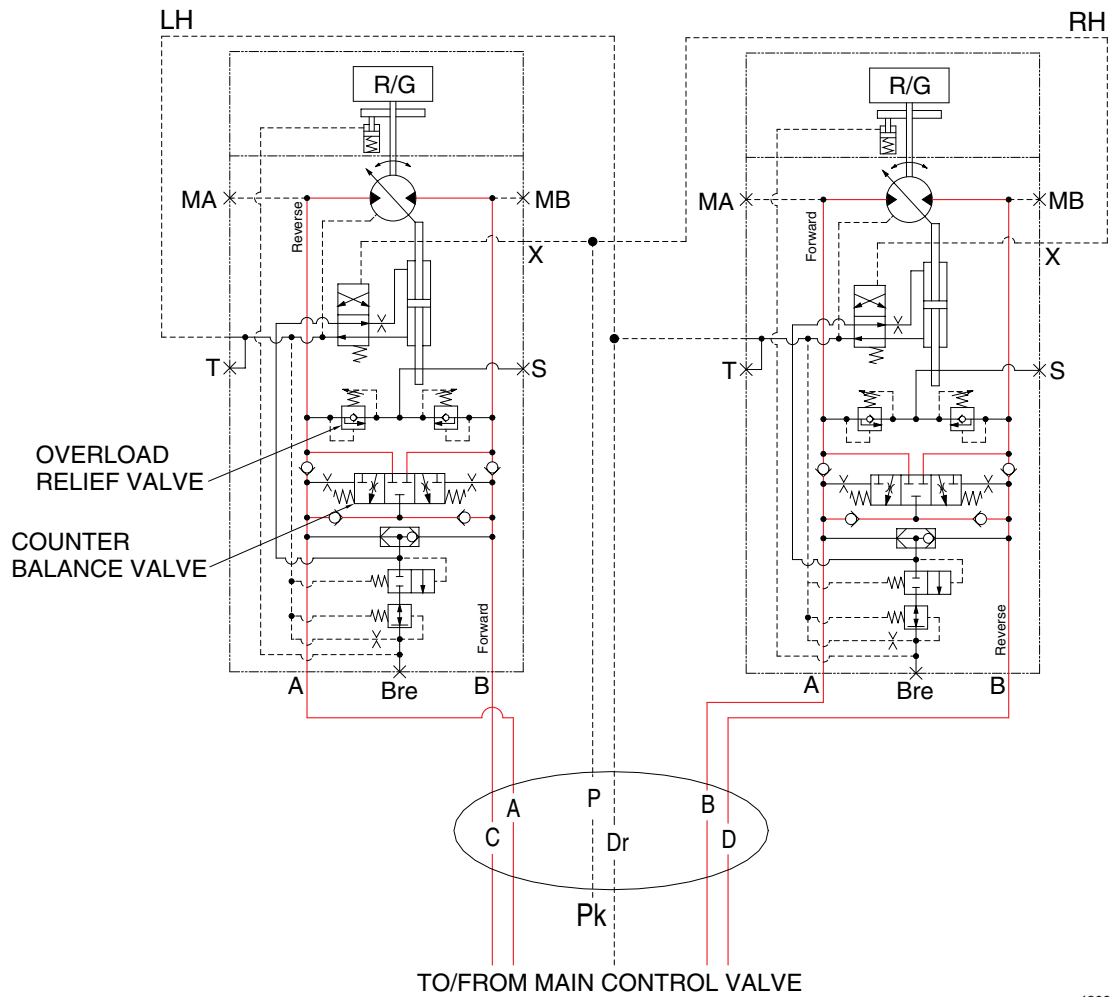 LH
RH
R/G
R/G
MA
MB
MA
MB
Reverse
Forward
X
X
T
S
T
S
OVERLOAD
RELIEF VALVE
COUNTER
BALANCE VALVE
Forward
Reverse
A
Bre
B
A
Bre
B
A
P
B
C
Dr
D
Pk
TO/FROM MAIN CONTROL VALVE